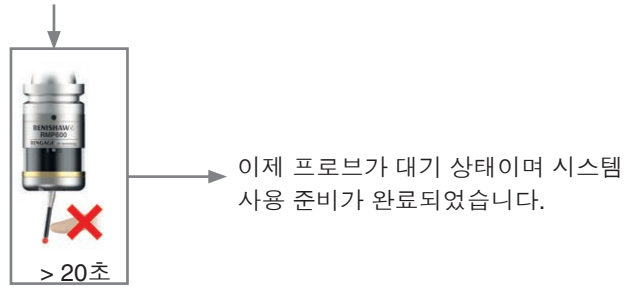 RENISHAW
RMP600
RENGAGE
> 20초
이제 프로브가 대기 상태이며 시스템
사용 준비가 완료되었습니다.